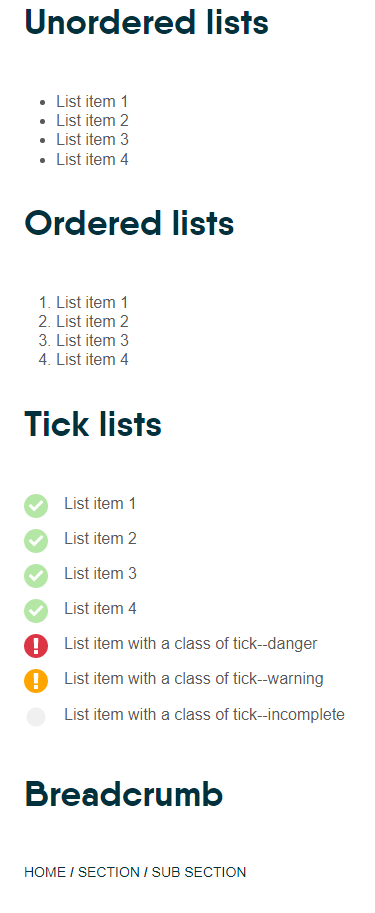 Unordered lists
• List item 1
• List item 2
• List item 3
• List item 4
Ordered lists
1. List item 1
2. List item 2
3. List item 3
4. List item 4
Tick lists
List item 1
List item 2
List item 3
List item 4
List item with a class of tick--danger
List item with a class of tick--warning
List item with a class of tick--incomplete
Breadcrumb
HOME / SECTION / SUB SECTION